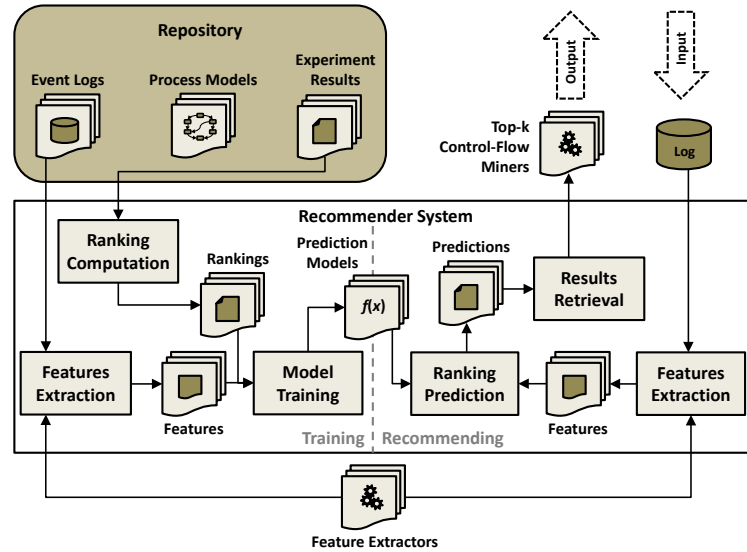 Repository
Event Logs
Process Models
Experiment
Results
Output
Input
Top-k
Control-Flow
Miners
Log
Recommender System
Ranking
Computation
Rankings
Prediction
Models
f(x)
Predictions
Results
Retrieval
Features
Extraction
Features
Model
Training
Ranking
Prediction
Features
Features
Extraction
Training
Recommending
Feature Extractors